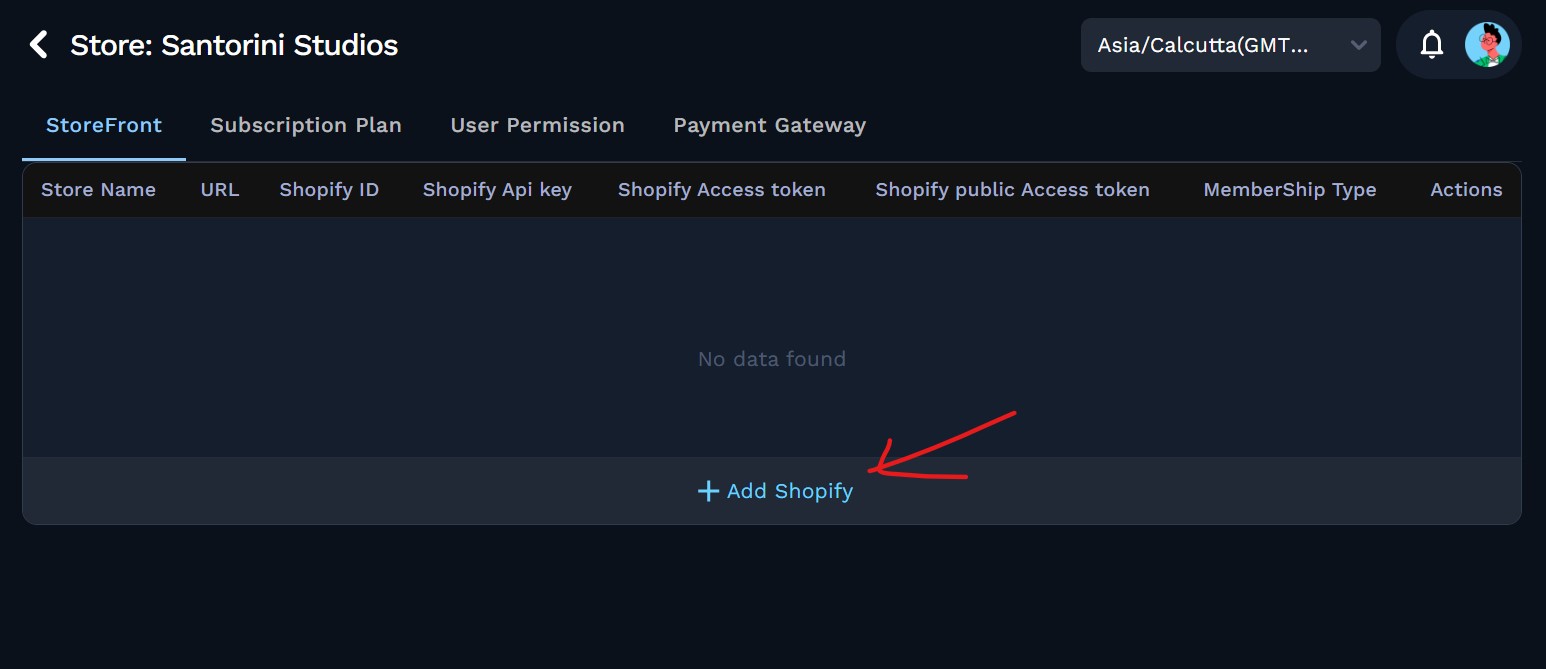 Store: Santorini Studios
Asia/Calcutta(GMT...
StoreFront Subscription Plan User Permission Payment Gateway
Store Name URL Shopify ID Shopify Api key Shopify Access token Shopify public Access token MemberShip Type Actions
No data found
Add Shopify